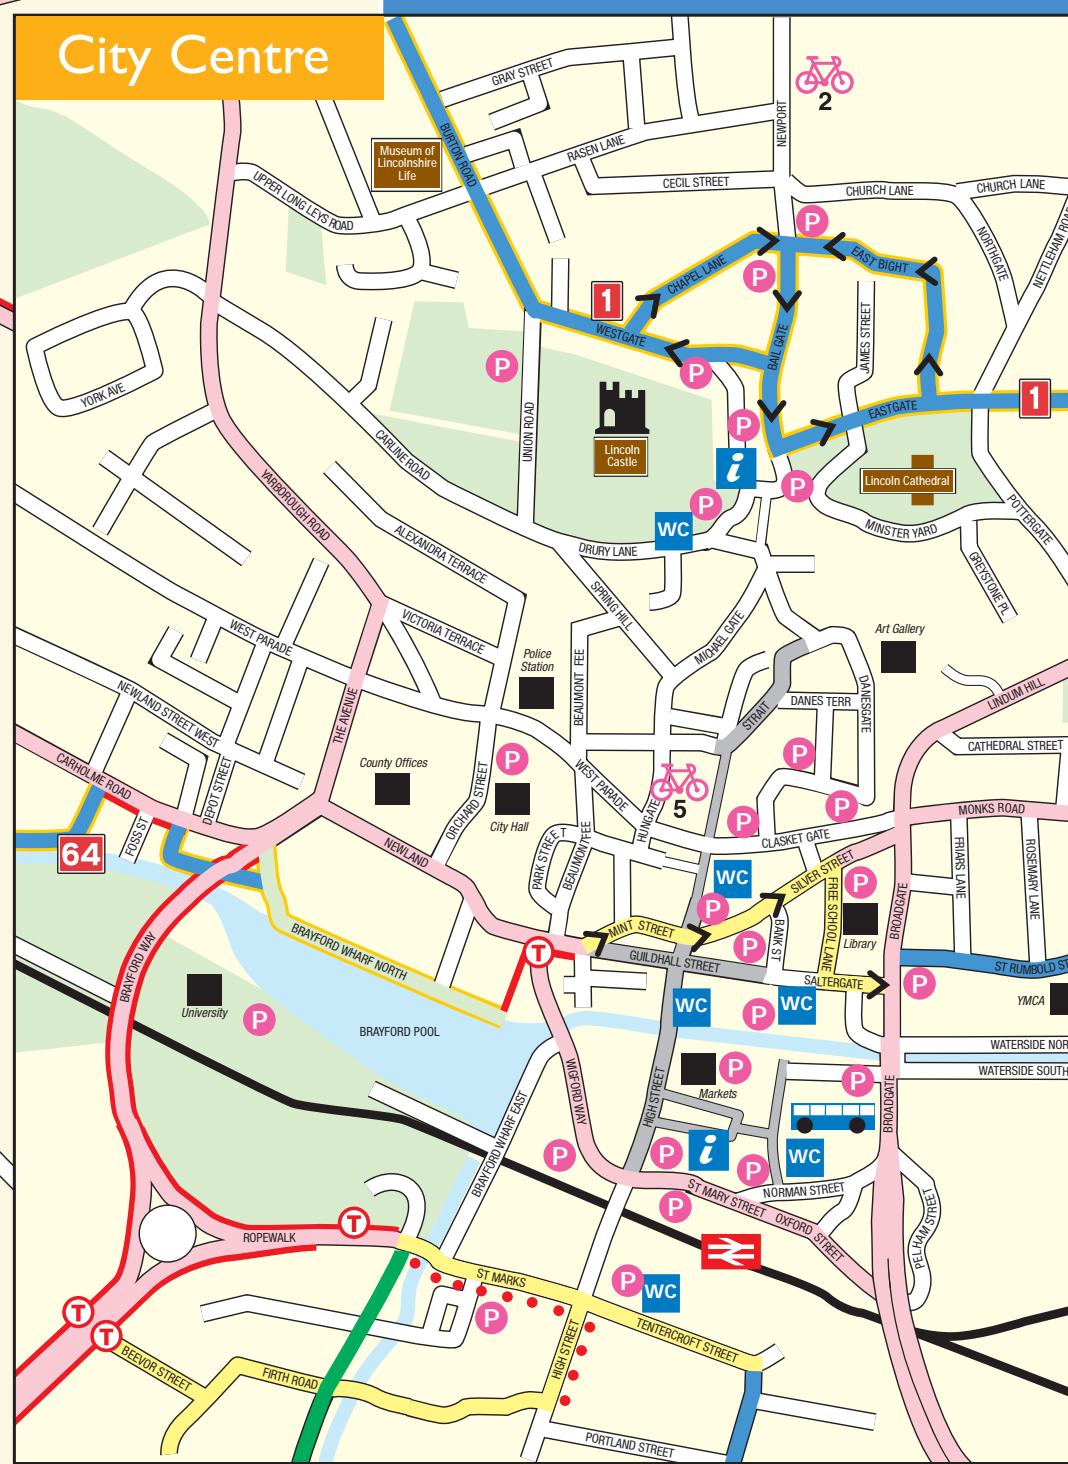 City Centre
GRAY STREET
2
BURTON ROAD
NEWPORT
Museum of
Lincolnshire
Life
RASEN LANE
CECIL STREET
CHURCH LANE
CHURCH LANE
UPPER LONG LEYS ROAD
P
NORTHGATE
NETTLEHAM ROA
EAST BIGHT
CHAPEL LANE
P
1
WESTGATE
BAIL GATE
JAMES STREET
P
P
YORK AVE
1
EASTGATE
UNION ROAD
P
CARLINE ROAD
Lincoln
Castle
i
Lincoln Cathedral
P
YARBOROUGH ROAD
P
POTTERGATE
WC
MINSTER YARD
ALEXANDRA TERRACE
DRURY LANE
GREYSTONE PL
SPRING HILL
VICTORIA TERRACE
WEST PARADE
MICHAEL GATE
Art Gallery
Police
Station
BEAUMONT FEE
NEWLAND STREET WEST
THE AVENUE
DANESGATE
LINDUM HILL
DANES TERR
STRAIT
CATHEDRAL STREET
CARHOLME ROAD
County Offices
P
P
WEST PARADE
DEPOT STREET
ORCHARD STREET
City Hall
5
HUNGATE
P
P
MONKS ROAD
FOSS ST
64
NEWLAND
PARK STREET
BEAUMONT FEE
CLASKET GATE
SILVER STREET
FRIARS LANE
ROSEMARY LANE
WC
P
FREE SCHOOL LANE
BROADGATE
P
Library
BRAYFORD WHARF NORTH
MINT STREET
BANK ST
P
T
GUILDHALL STREET
ST RUMBOLD ST
BRAYFORD WAY
SALTERGATE
P
University
P
YMCA
WC
WC
P
BRAYFORD POOL
WATERSIDE NOR
WATERSIDE SOUTH
WIGFORD WAY
HIGH STREET
P
Markets
P
BROADGATE
BRAYFORD WHARF EAST
P
P
i
WC
P
NORMAN STREET
ST MARY STREET
OXFORD STREET
P
PELHAM STREET
T
ROPEWALK
ST MARKS
P
WC
T
T
P
HIGH STREET
TENTERCROFT STREET
BEEVOR STREET
FIRTH ROAD
PORTLAND STREET